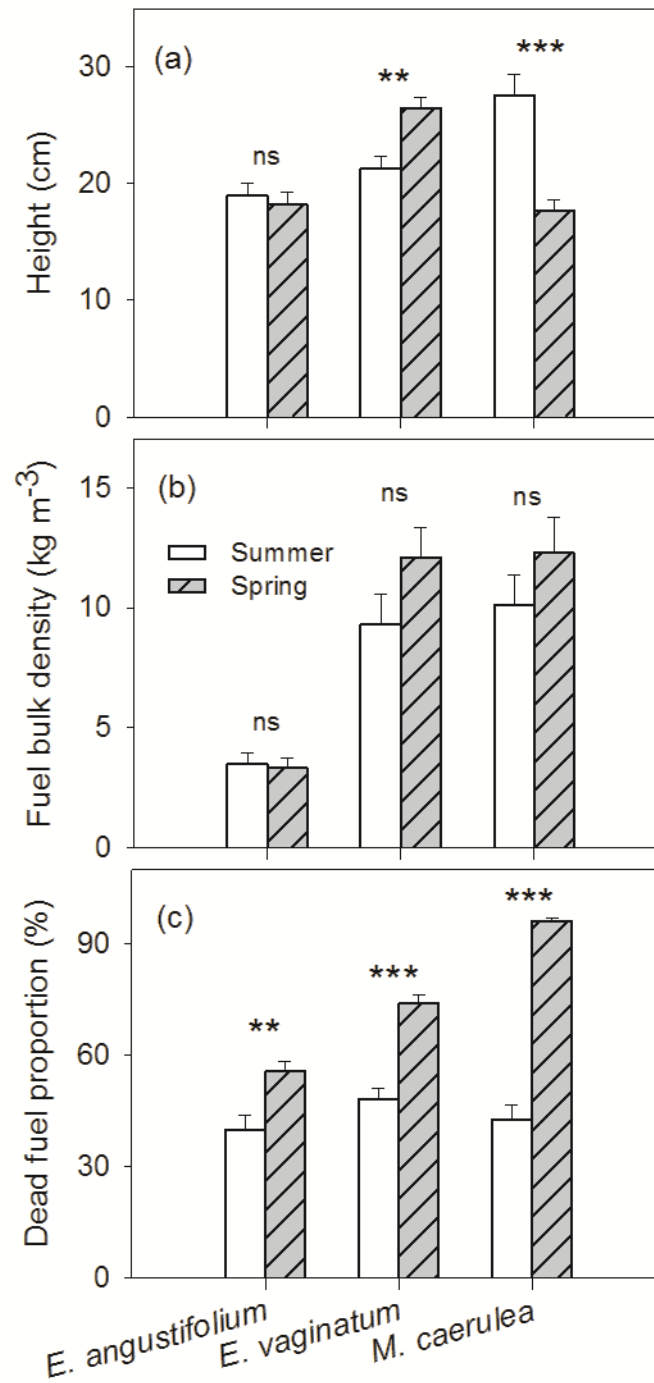 (a)
Height (cm)
30
20
10
0
ns
**
***
(b)
Fuel bulk density (kg m-3)
15
10
5
0
ns
ns
ns
Summer
Spring
(c)
Dead fuel proportion (%)
90
60
30
0
**
***
***
E. angustifolium
E. vaginatum
M. caerulea